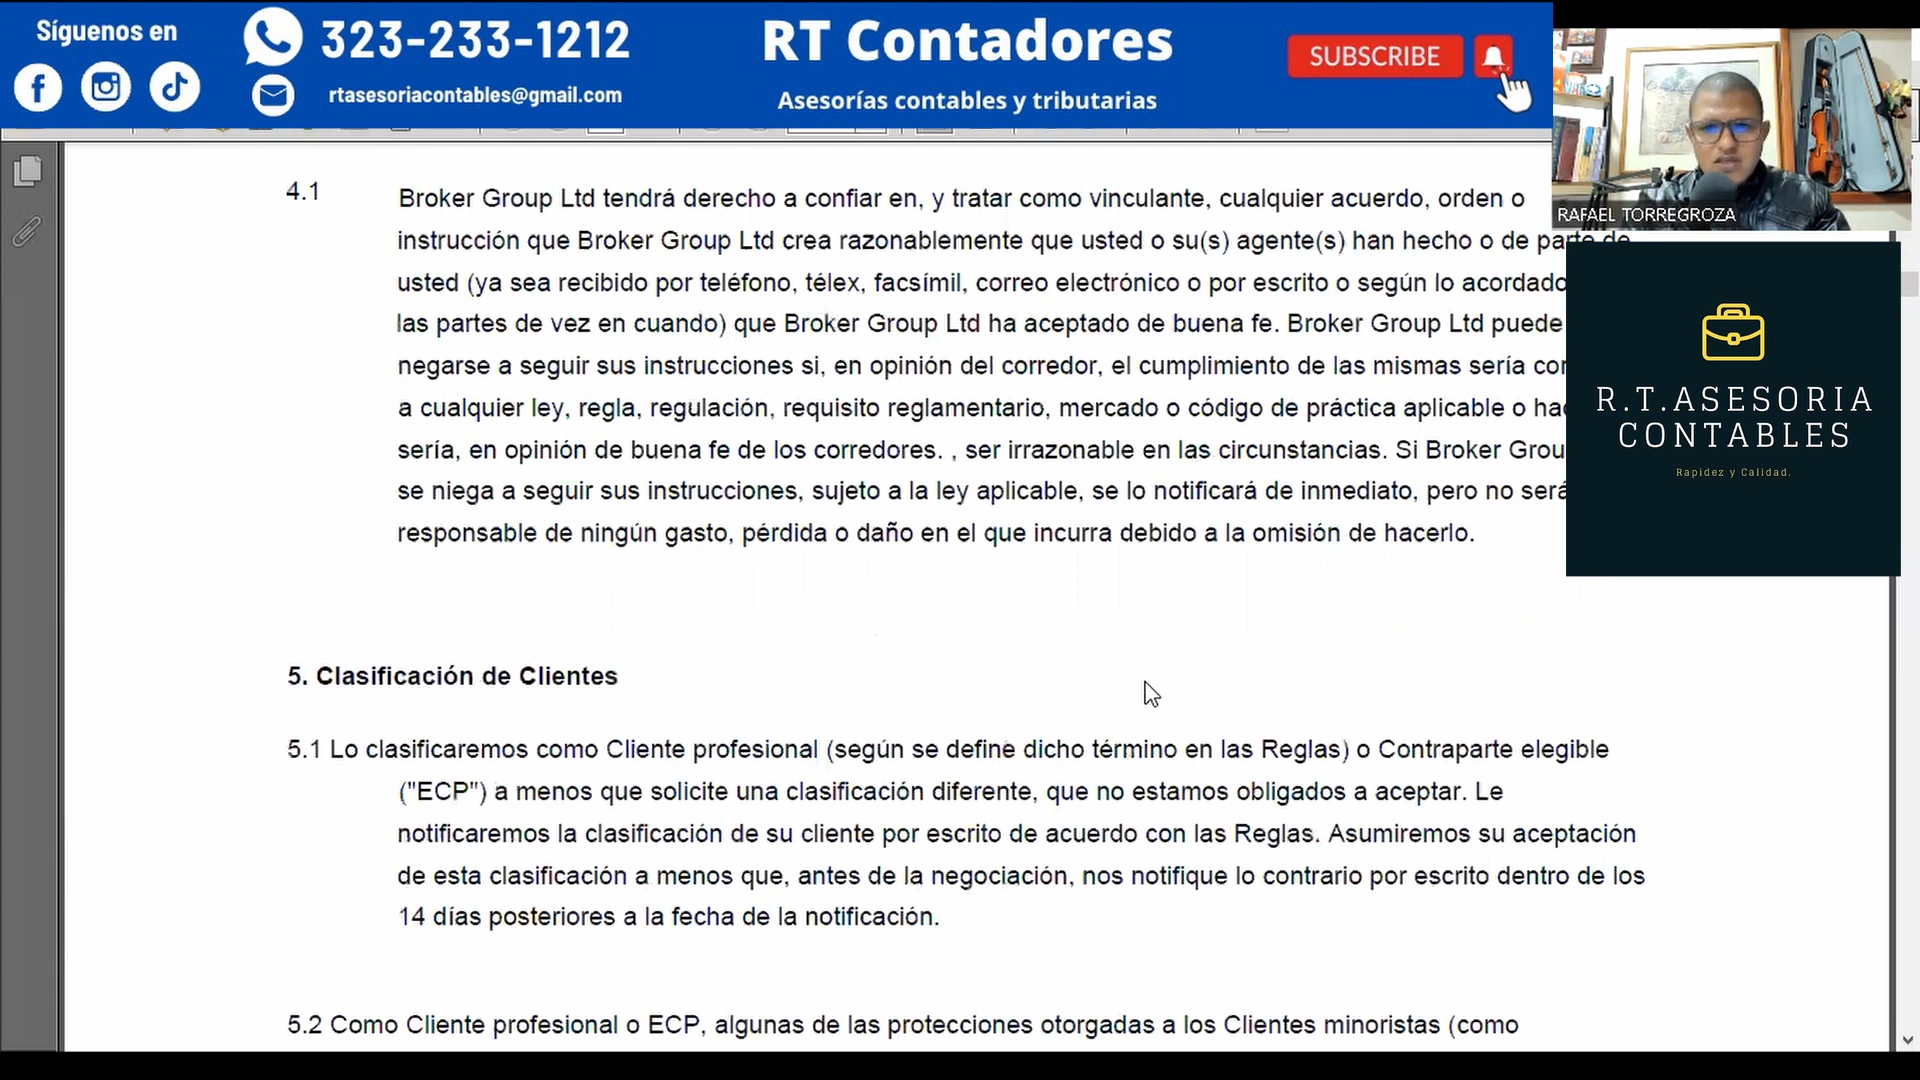 Síguenos en
323-233-1212
rtasesoriacontables@gmail.com
RT Contadores
Asesorías contables y tributarias
SUBSCRIBE
RAFAEL TORREGROZA
R.T.ASESORIA
CONTABLES
Rapidez y Calidad.
4.1
Broker Group Ltd tendrá derecho a confiar en, y tratar como vinculante, cualquier acuerdo, orden o
instrucción que Broker Group Ltd crea razonablemente que usted o su(s) agente(s) han hecho o de parte de
usted (ya sea recibido por teléfono, télex, facsímil, correo electrónico o por escrito o según lo acordado
las partes de vez en cuando) que Broker Group Ltd ha aceptado de buena fe. Broker Group Ltd puede
negarse a seguir sus instrucciones si, en opinión del corredor, el cumplimiento de las mismas sería
a cualquier ley, regla, regulación, requisito reglamentario, mercado o código de práctica aplicable o
sería, en opinión de buena fe de los corredores. , ser irrazonable en las circunstancias. Si Broker
se niega a seguir sus instrucciones, sujeto a la ley aplicable, se lo notificará de inmediato, pero no será
responsable de ningún gasto, pérdida o daño en el que incurra debido a la omisión de hacerlo.
5. Clasificación de Clientes
5.1 Lo clasificaremos como Cliente profesional (según se define dicho término en las Reglas) o Contraparte elegible
("ECP") a menos que solicite una clasificación diferente, que no estamos obligados a aceptar. Le
notificaremos la clasificación de su cliente por escrito de acuerdo con las Reglas. Asumiremos su aceptación
de esta clasificación a menos que, antes de la negociación, nos notifique lo contrario por escrito dentro de los
14 días posteriores a la fecha de la notificación.
5.2 Como Cliente profesional o ECP, algunas de las protecciones otorgadas a los Clientes minoristas (como